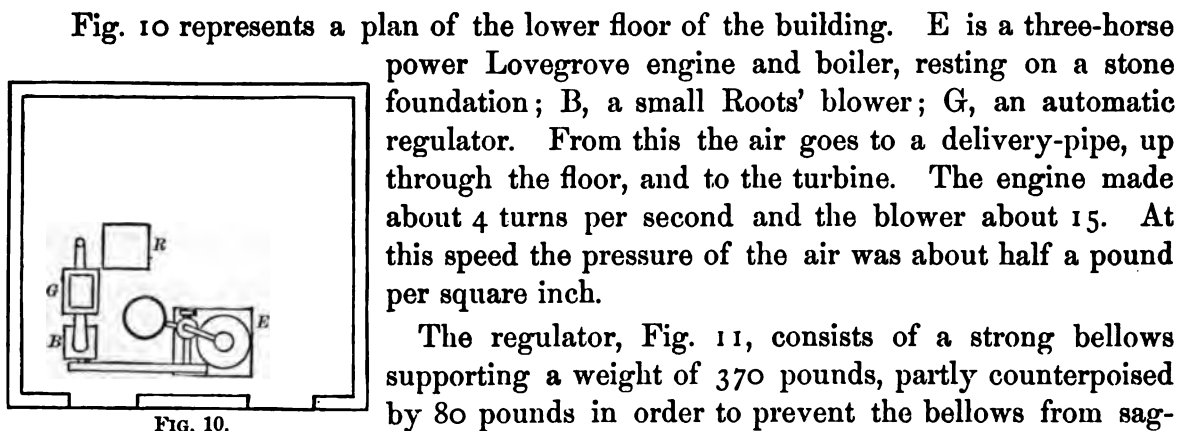 Fig. 10 represents a plan of the lower floor of the building. E is a three-horse
power Lovegrove engine and boiler, resting on a stone
foundation; B, a small Roots' blower; G, an automatic
regulator. From this the air goes to a delivery-pipe, up
through the floor, and to the turbine. The engine made
about 4 turns per second and the blower about 15. At
this speed the pressure of the air was about half a pound
per square inch.
The regulator, Fig. 11, consists of a strong bellows
supporting a weight of 370 pounds, partly counterpoised
by 80 pounds in order to prevent the bellows from sag-
R
G
E
B
Fig. 10.